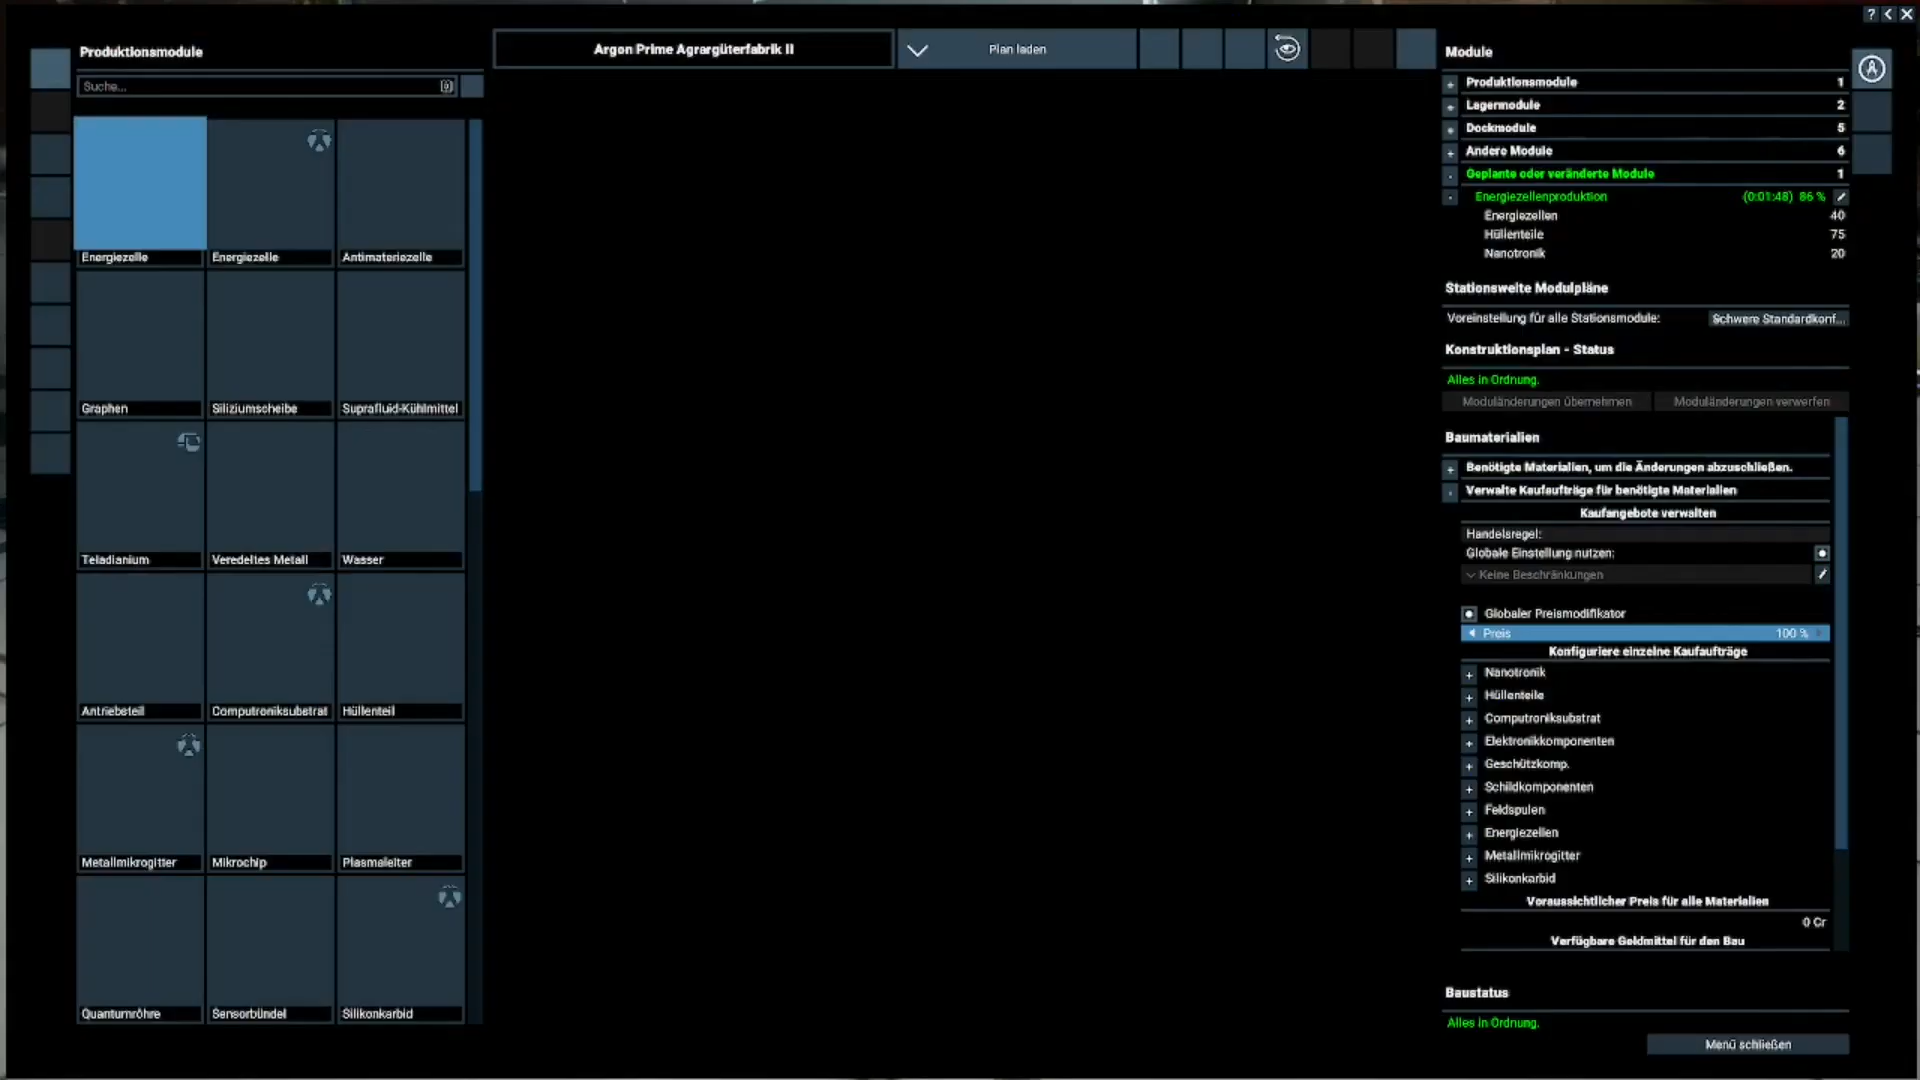 ? < X
Produktionsmodule
Suche...
Energiezelle
Energiezelle
Antimateriezelle
Graphen
Siliziumscheibe
Suprafluid-Kühlmittel
Teladianium
Veredeltes Metall
Wasser
Antriebsteil
Computroniksubstrat
Hüllenteil
Metallmikrogitter
Mikrochip
Plasmaleiter
Quantumröhre
Sensorbündel
Silikonkarbid
Argon Prime Agrargüterfabrik II
Plan laden
Module
Produktionsmodule 1
Lagermodule 2
Dockmodule 5
Andere Module 6
Geplante oder veränderte Module 1
Energiezellenproduktion (0:01:48) 86 %
Energiezellen 40
Hüllenteile 75
Nanotronik 20
Stationsweite Modulpläne
Voreinstellung für alle Stationsmodule: Schwere Standardkonf...
Konstruktionsplan - Status
Alles in Ordnung.
Moduländerungen übernehmen
Moduländerungen verwerfen
Baumaterialien
Benötigte Materialien, um die Änderungen abzuschließen.
Verwalte Kaufaufträge für benötigte Materialien
Kaufangebote verwalten
Handelsregel:
Globale Einstellung nutzen:
Keine Beschränkungen
Globaler Preismodifikator
Preis 100 %
Konfiguriere einzelne Kaufaufträge
Nanotronik
Hüllenteile
Computroniksubstrat
Elektronikkomponenten
Geschützkomp.
Schildkomponenten
Feldspulen
Energiezellen
Metallmikrogitter
Silikonkarbid
Voraussichtlicher Preis für alle Materialien
0 Cr
Verfügbare Geldmittel für den Bau
Baustatus
Alles in Ordnung.
Menü schließen